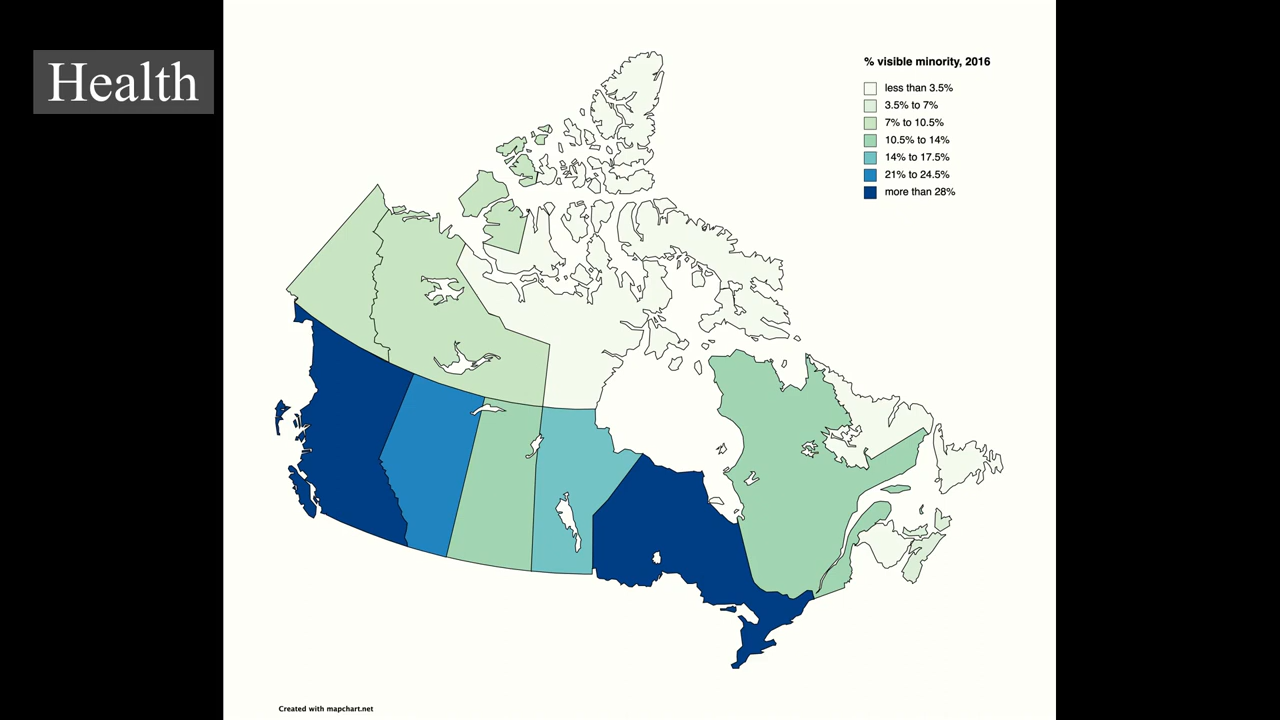 Health
% visible minority, 2016
less than 3.5%
3.5% to 7%
7% to 10.5%
10.5% to 14%
14% to 17.5%
21% to 24.5%
more than 28%
Created with mapchart.net